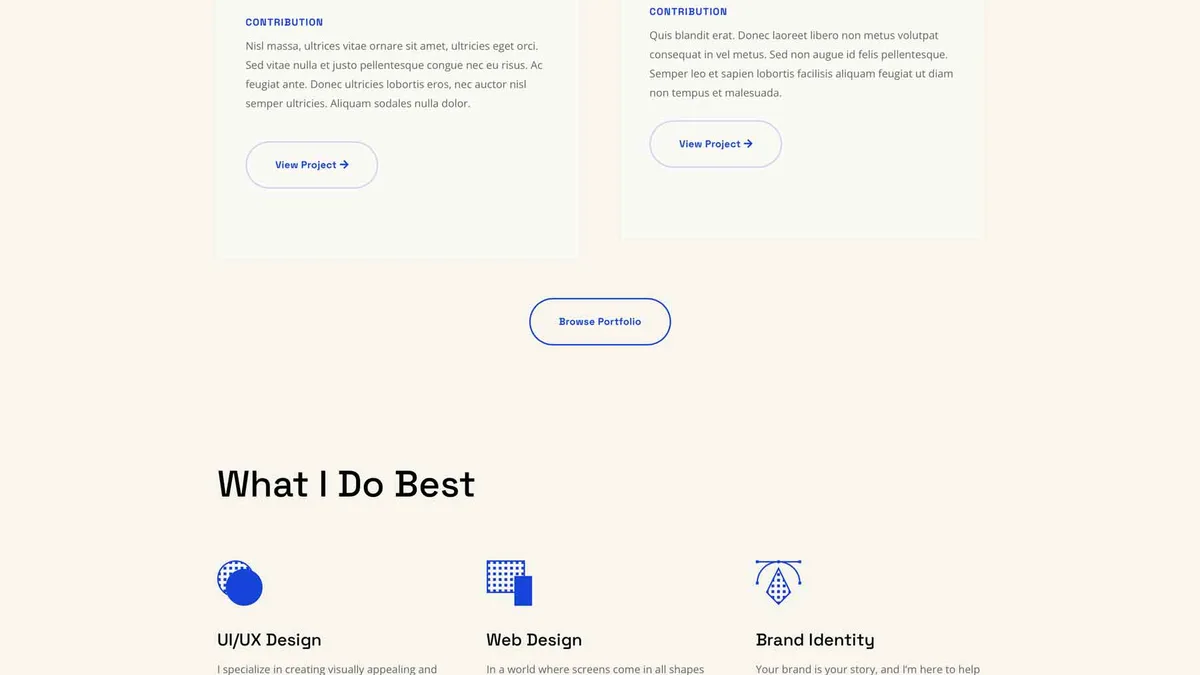 CONTRIBUTION
Nisl massa, ultrices vitae ornare sit amet, ultricies eget orci.
Sed vitae nulla et justo pellentesque congue nec eu risus. Ac
feugiat ante. Donec ultricies lobortis eros, nec auctor nisl
semper ultricies. Aliquam sodales nulla dolor.
View Project →
CONTRIBUTION
Quis blandit erat. Donec laoreet libero non metus volutpat
consequat in vel metus. Sed non augue id felis pellentesque.
Semper leo et sapien lobortis facilisis aliquam feugiat ut diam
non tempus et malesuada.
View Project →
Browse Portfolio
What I Do Best
UI/UX Design
I specialize in creating visually appealing and
Web Design
In a world where screens come in all shapes
Brand Identity
Your brand is your story, and I'm here to help